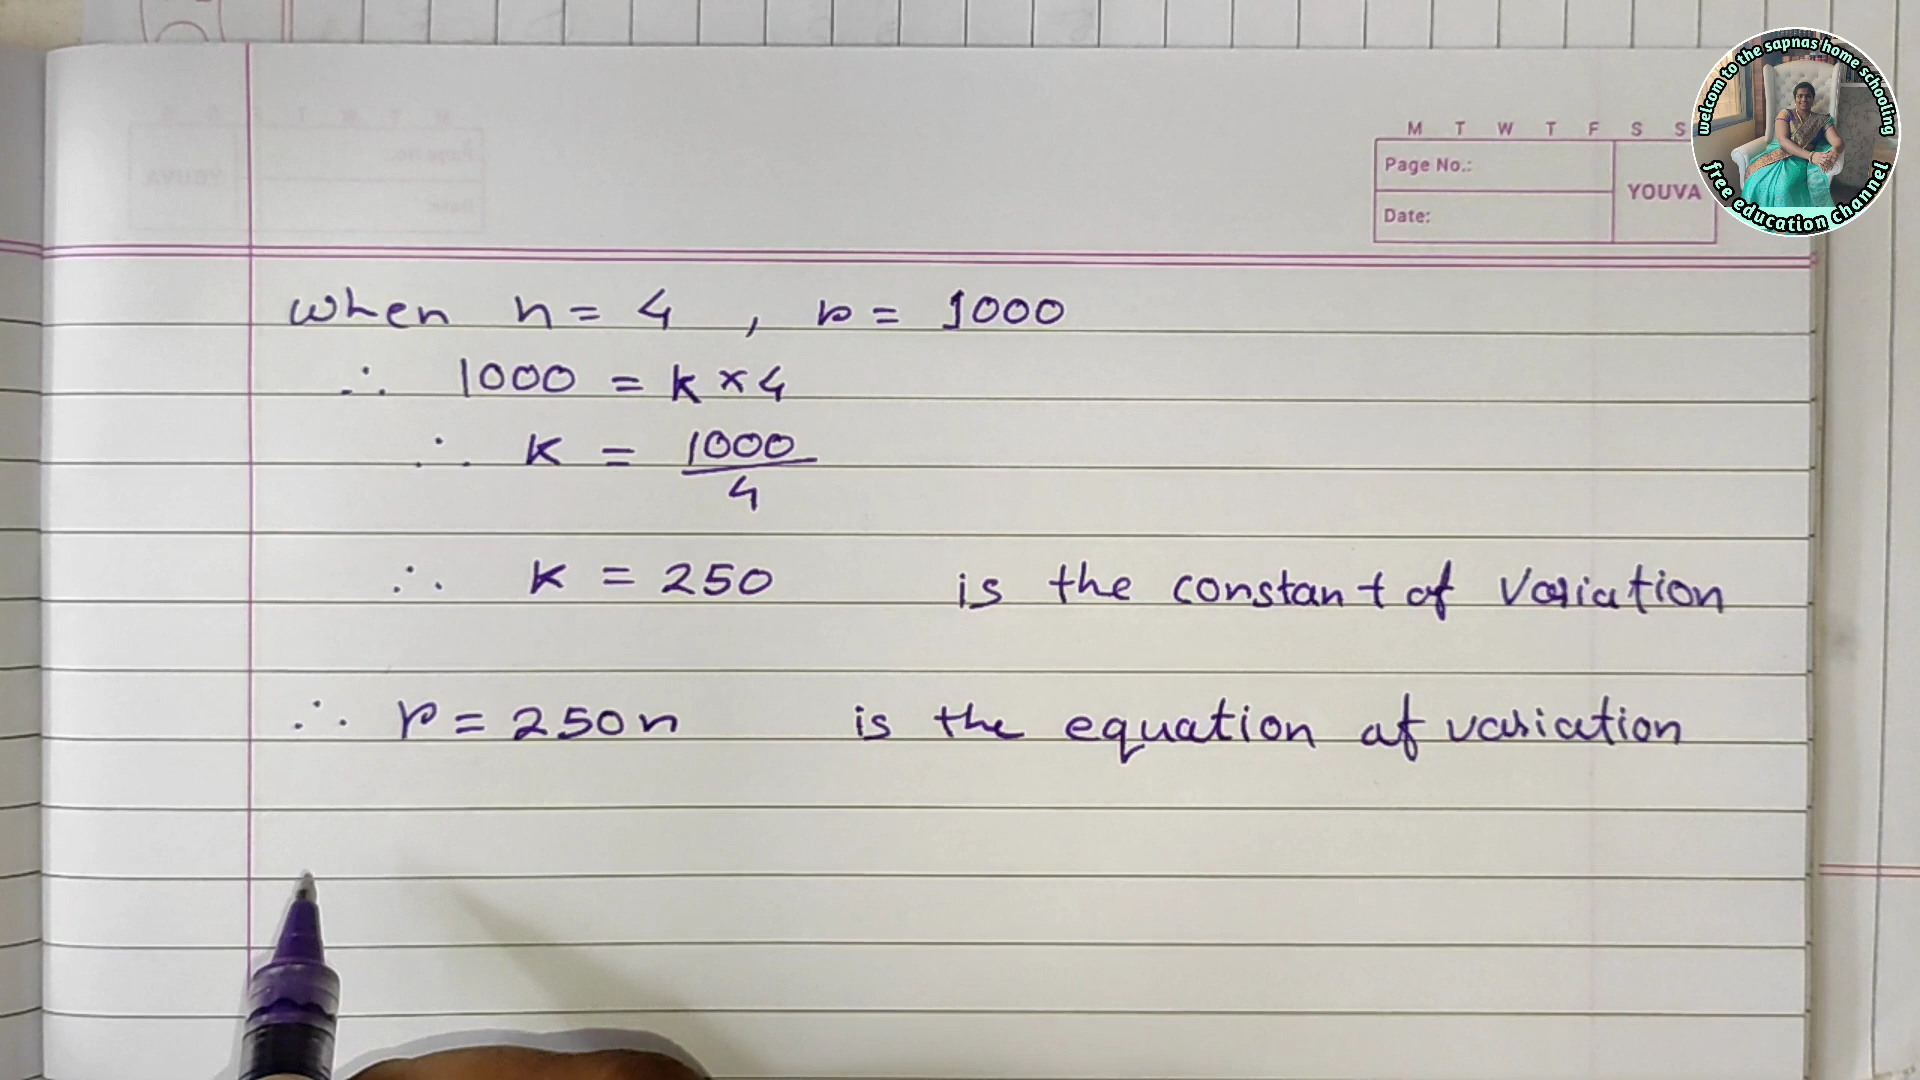 welcom to the sapnas home schooling
free education channel
M T W T F S S
Page No.:
YOUVA
Date:
when n = 4 , r = 1000
∴ 1000 = k × 4
∴ k = 1000/4
∴ k = 250 is the constant of variation
∴ r = 250n is the equation of variation